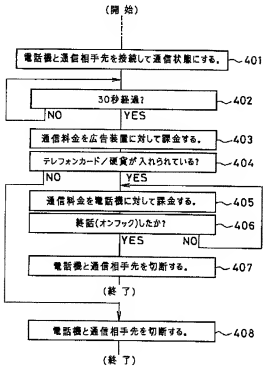 (開始)
電話機と通信相手先を接続して通信状態にする。 401
30秒経過? 402
NO YES
通信料金を広告装置に対して課金する。 403
テレフォンカード/硬貨が入れられている? 404
NO YES
通信料金を電話機に対して課金する。 405
終話(オンフック)したか? 406
YES NO
電話機と通信相手先を切断する。 407
(終了)
電話機と通信相手先を切断する。 408
(終了)